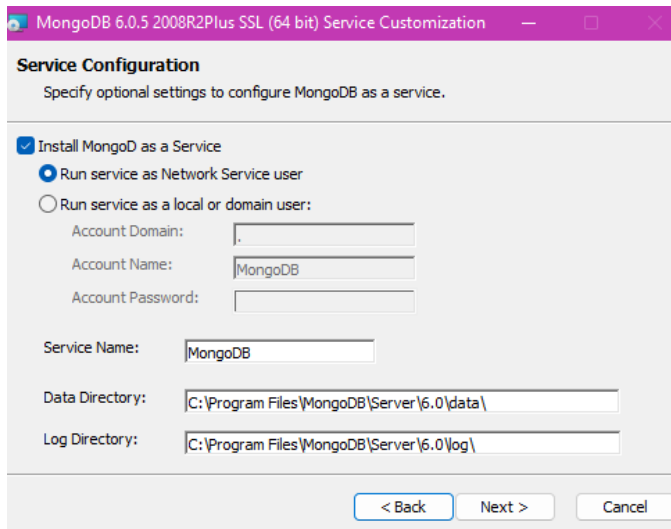 MongoDB 6.0.5 2008R2Plus SSL (64 bit) Service Customization
Service Configuration
Specify optional settings to configure MongoDB as a service.
Install MongoD as a Service
Run service as Network Service user
Run service as a local or domain user:
Account Domain: .
Account Name: MongoDB
Account Password:
Service Name: MongoDB
Data Directory: C:\Program Files\MongoDB\Server\6.0\data\
Log Directory: C:\Program Files\MongoDB\Server\6.0\log\
< Back Next > Cancel